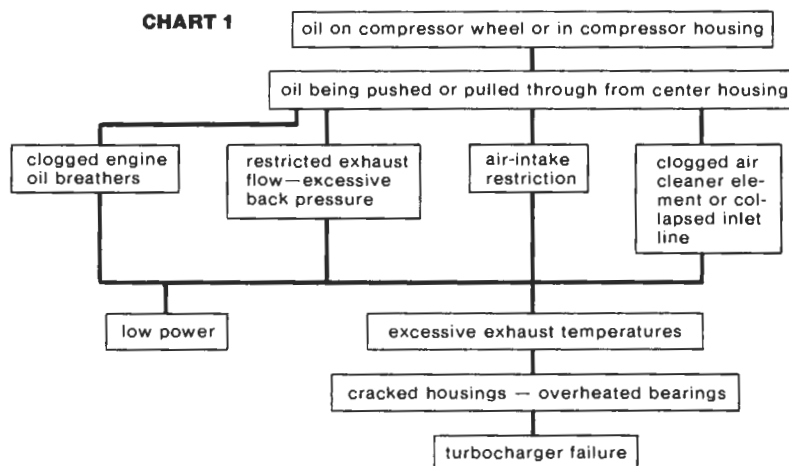 CHART 1
oil on compressor wheel or in compressor housing
oil being pushed or pulled through from center housing
clogged engine
oil breathers
restricted exhaust
flow—excessive
back pressure
air-intake
restriction
clogged air
cleaner ele-
ment or col-
lapsed inlet
line
low power
excessive exhaust temperatures
cracked housings — overheated bearings
turbocharger failure